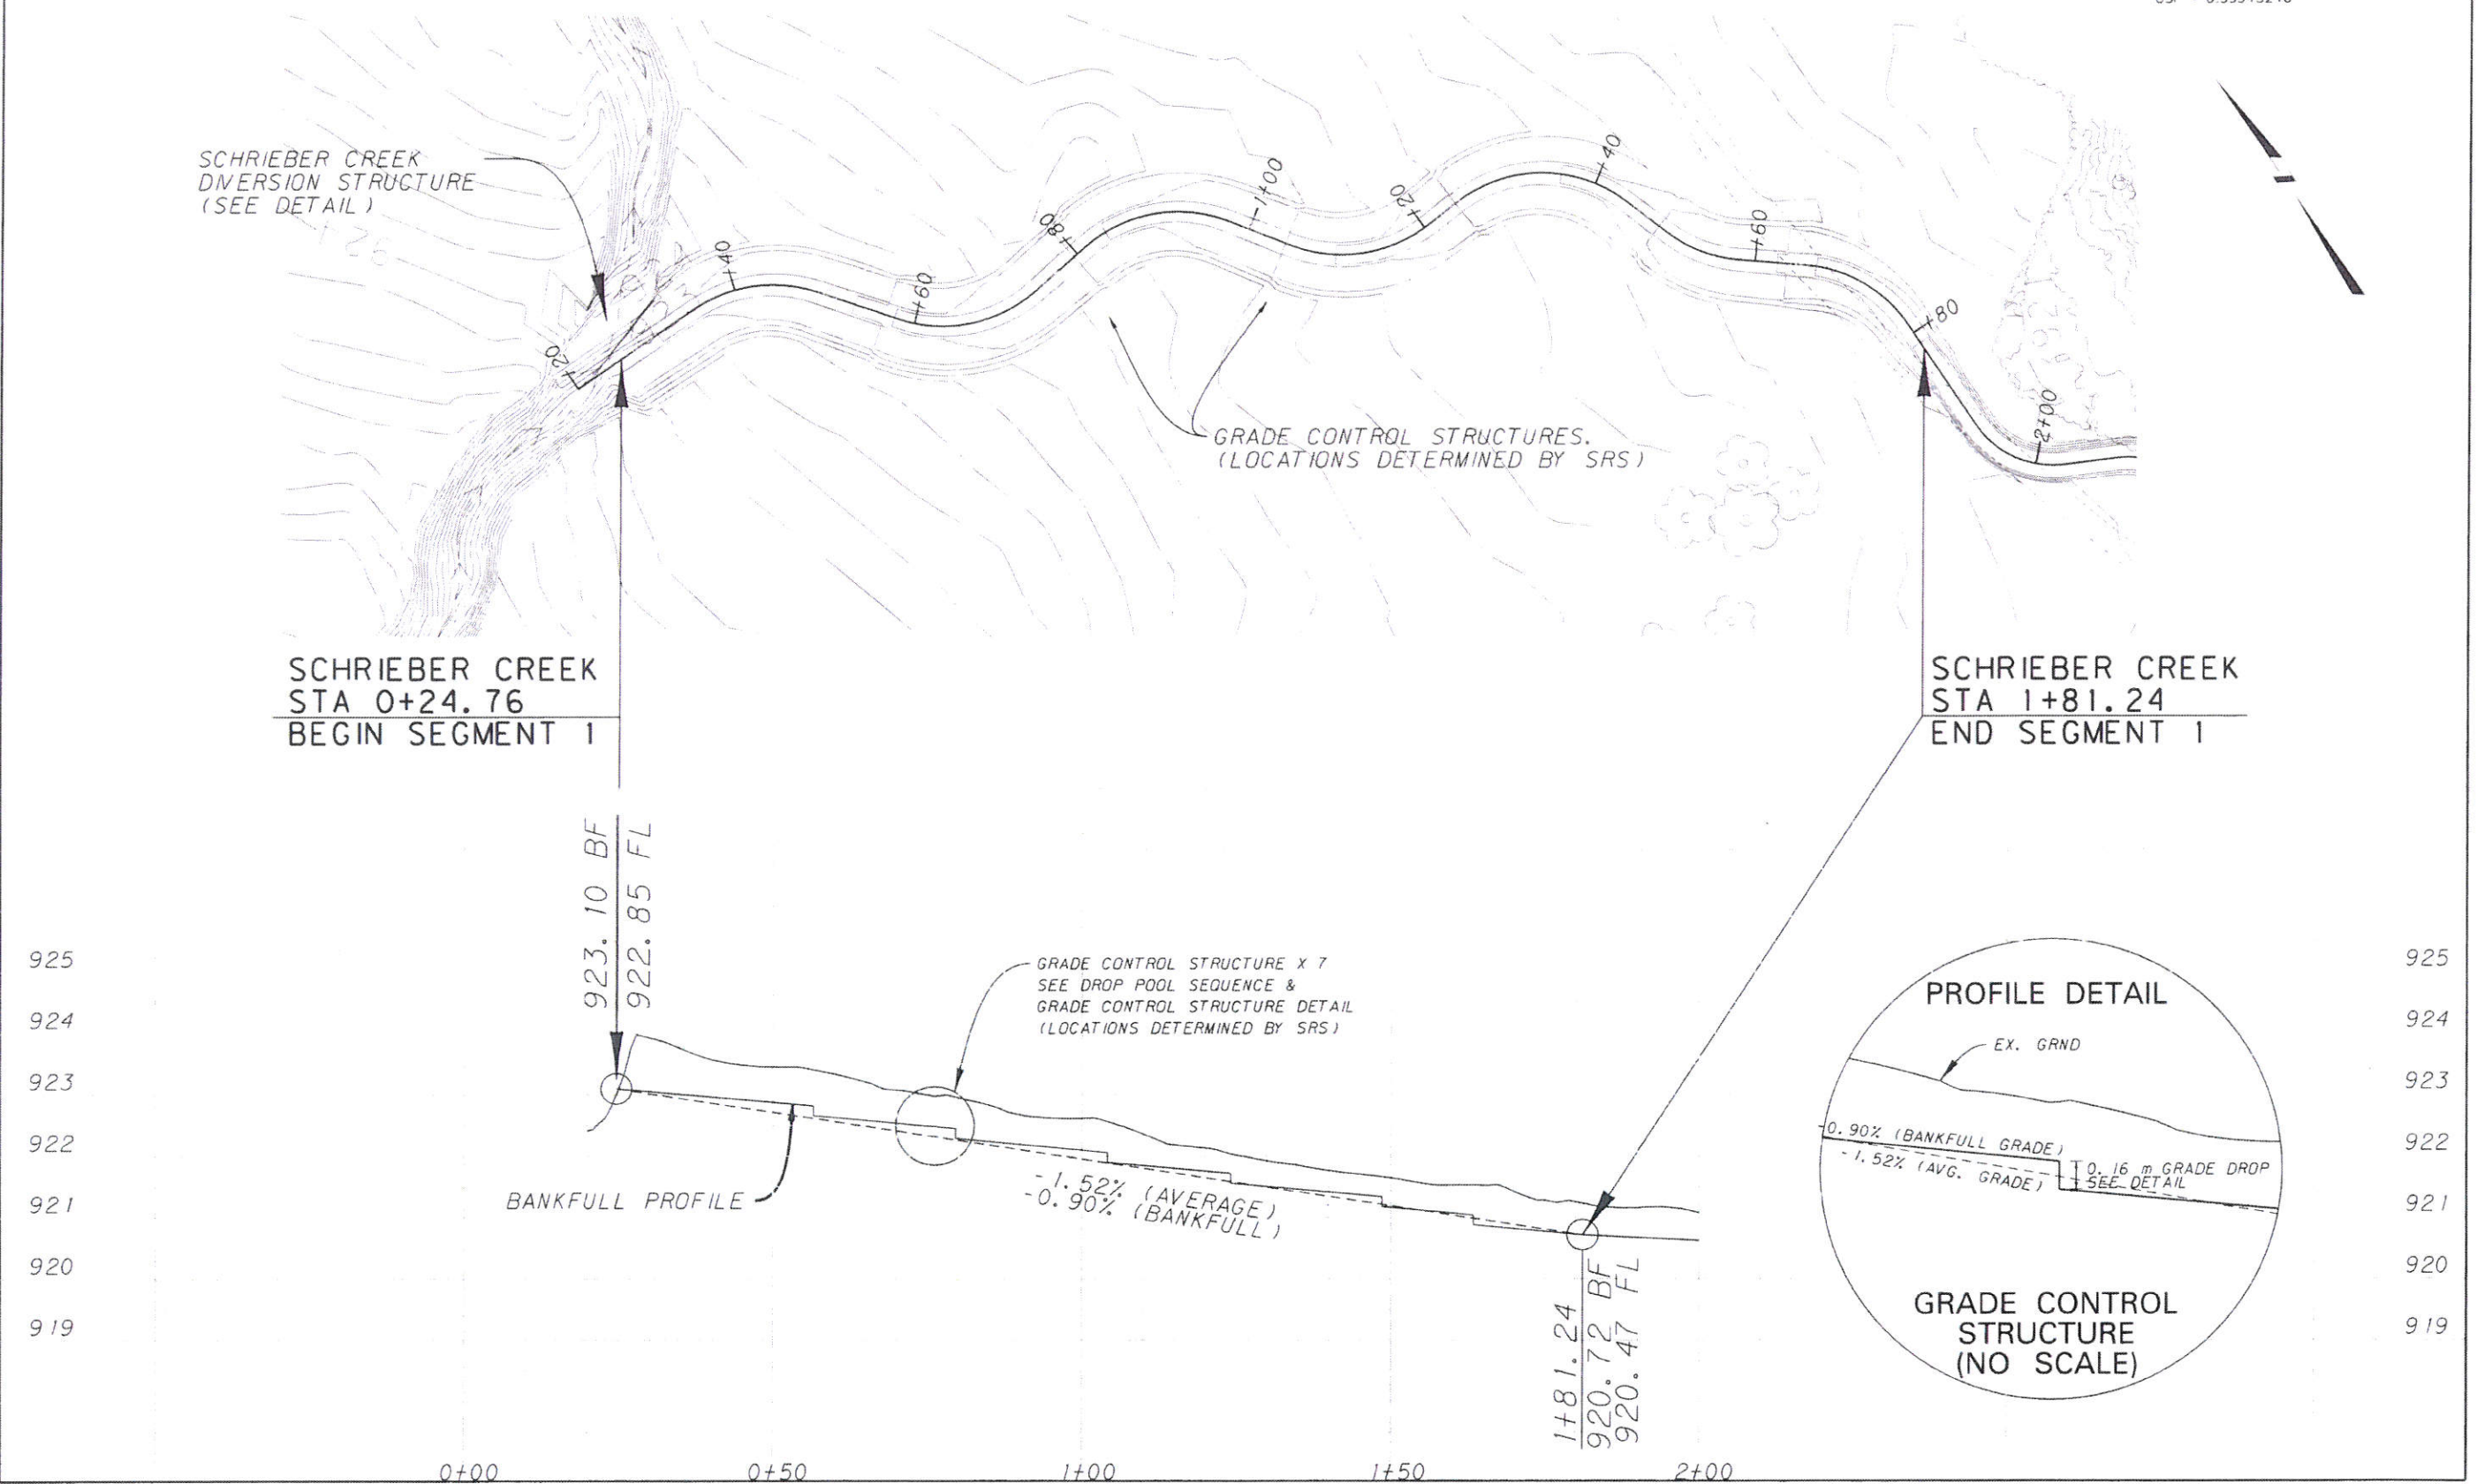 SCHRIEBER CREEK
DIVERSION STRUCTURE
(SEE DETAIL)
+20
+40
+60
+80
1+00
+20
+40
+60
+80
2+00
GRADE CONTROL STRUCTURES.
(LOCATIONS DETERMINED BY SRS)
SCHRIEBER CREEK
STA 0+24.76
BEGIN SEGMENT 1
SCHRIEBER CREEK
STA 1+81.24
END SEGMENT 1
923.10 BF
922.85 FL
GRADE CONTROL STRUCTURE X 7
SEE DROP POOL SEQUENCE &
GRADE CONTROL STRUCTURE DETAIL
(LOCATIONS DETERMINED BY SRS)
BANKFULL PROFILE
-1.52% (AVERAGE)
-0.90% (BANKFULL)
1+81.24
920.72 BF
920.47 FL
PROFILE DETAIL
EX. GRND
-0.90% (BANKFULL GRADE)
-1.52% (AVG. GRADE)
0.16 m GRADE DROP
SEE DETAIL
GRADE CONTROL
STRUCTURE
(NO SCALE)
925
924
923
922
921
920
919
925
924
923
922
921
920
919
0+00
0+50
1+00
1+50
2+00